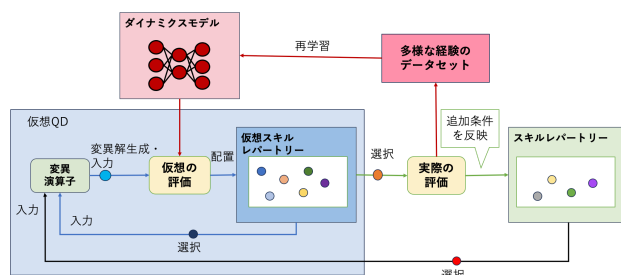 ダイナミクスモデル
再学習
多様な経験の
データセット
仮想QD
変異解生成・
入力
配置
仮想スキル
レパートリー
選択
追加条件
を反映
スキルレパートリー
変異
演算子
仮想の
評価
実際の
評価
入力
入力
選択
選択